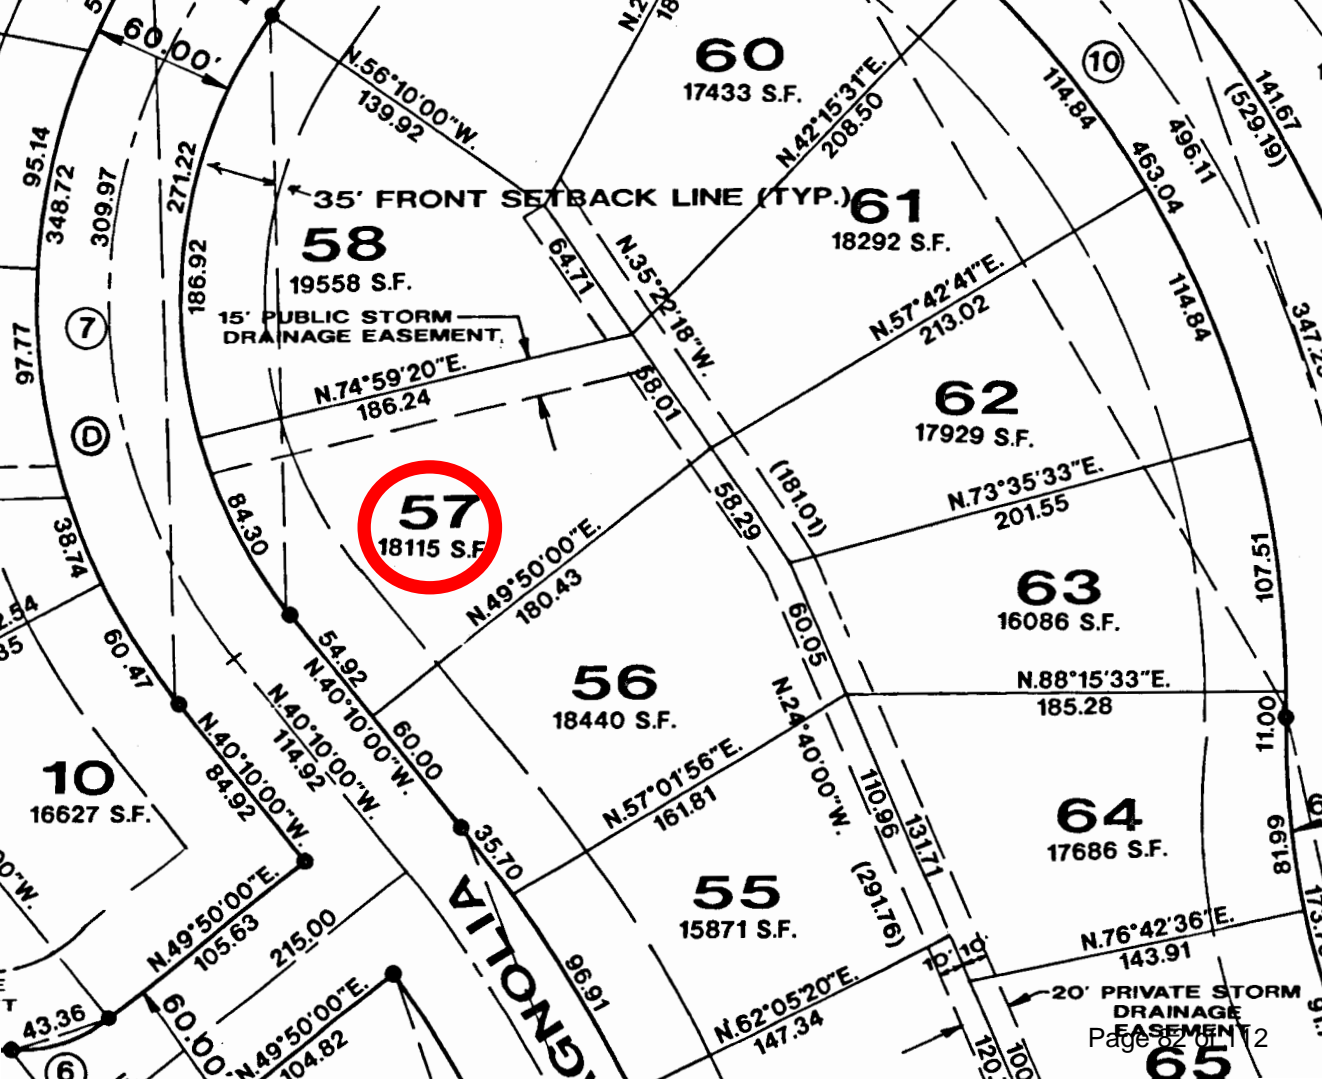 60.00'
N.56°10'00"W.
139.92
60
17433 S.F.
N.42°15'31"E.
208.50
10
114.84
463.04
496.11
141.67
(529.19)
95.14
348.72
309.97
271.22
186.92
35' FRONT SETBACK LINE (TYP.)
58
19558 S.F.
64.71
N.35°22'18"W.
61
18292 S.F.
N.57°42'41"E.
213.02
114.84
15' PUBLIC STORM
DRAINAGE EASEMENT.
7
97.77
D
N.74°59'20"E.
186.24
58.01
62
17929 S.F.
N.73°35'33"E.
201.55
57
18115 S.F.
84.30
38.74
58.29
(181.01)
N.49°50'00"E.
180.43
63
16086 S.F.
107.51
60.05
60.47
54.92
N.40°10'00"W.
60.00
N.40°10'00"W.
114.92
N.40°10'00"W.
84.92
56
18440 S.F.
N.88°15'33"E.
185.28
11.00
N.24°40'00"W.
10
16627 S.F.
N.57°01'56"E.
161.81
35.70
110.96
131.71
(291.76)
64
17686 S.F.
81.99
55
15871 S.F.
N.49°50'00"E.
105.63
215.00
N.76°42'36"E.
143.91
96.91
10' 10'
N.62°05'20"E.
147.34
20' PRIVATE STORM
DRAINAGE
EASEMENT
43.36
60.00'
N.49°50'00"E.
104.82
6
65
Page 82 of 112